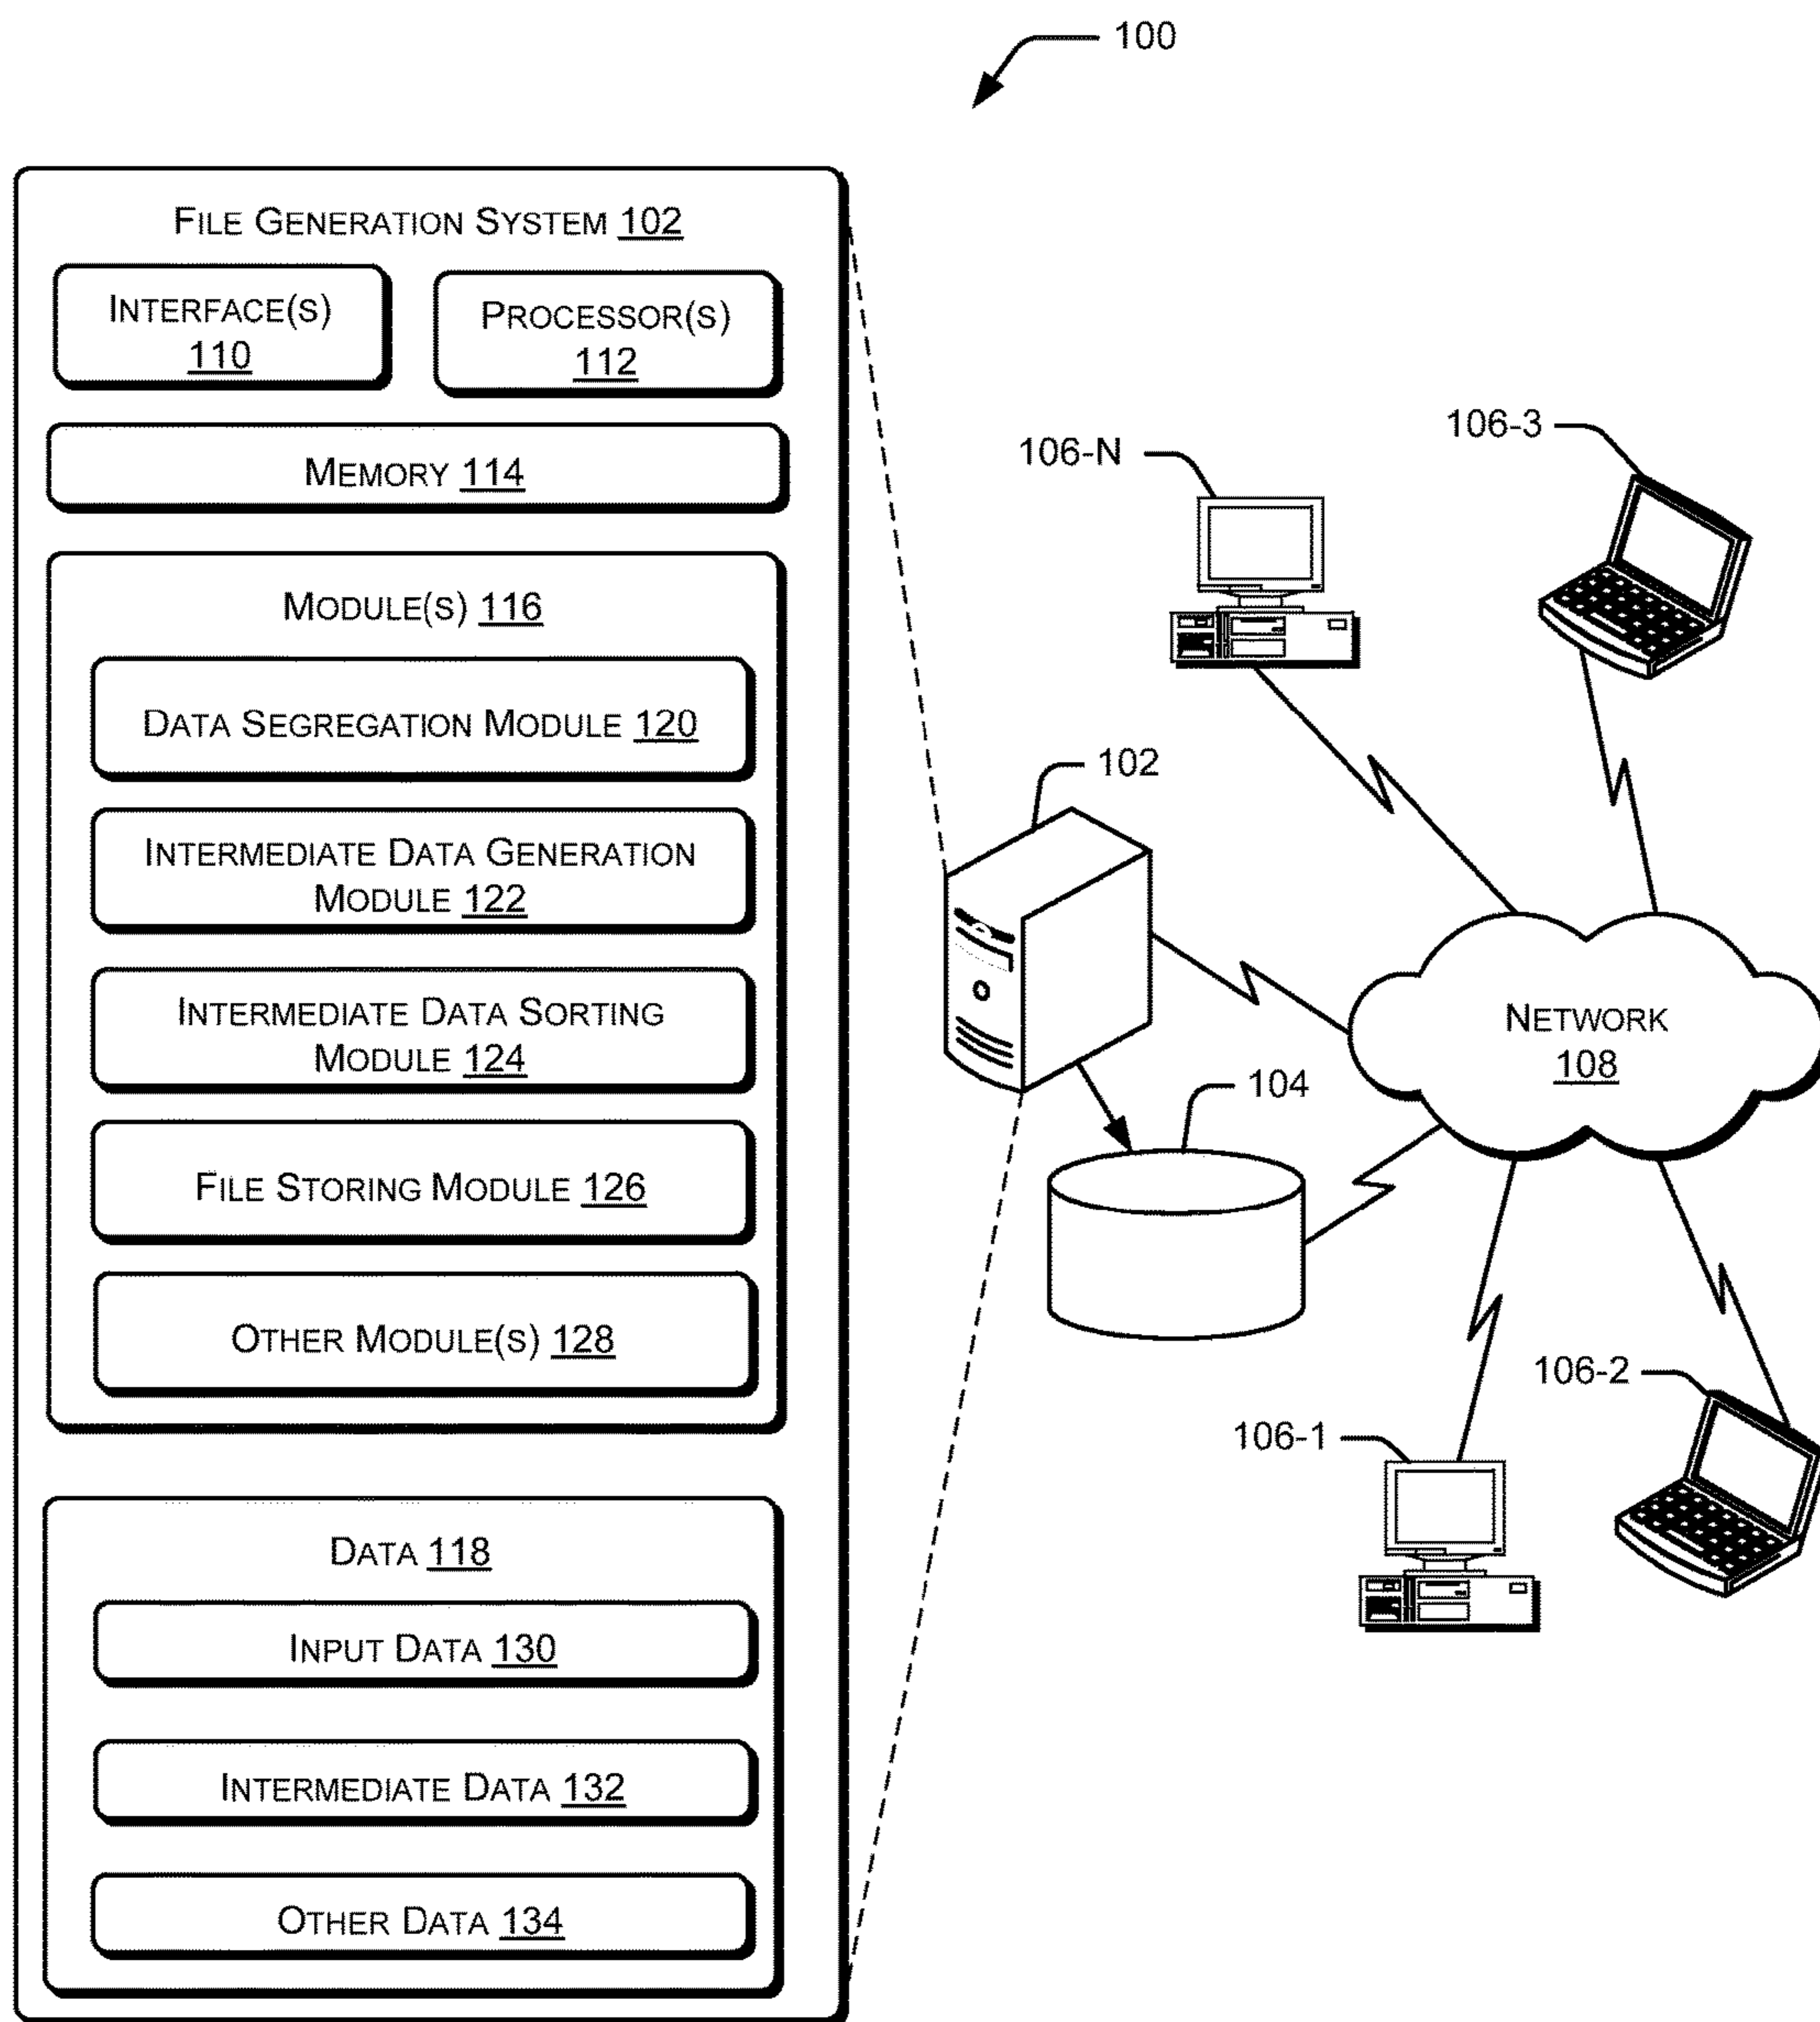 100
FILE GENERATION SYSTEM 102
INTERFACE(S)
110
PROCESSOR(S)
112
MEMORY 114
MODULE(S) 116
DATA SEGREGATION MODULE 120
INTERMEDIATE DATA GENERATION
MODULE 122
INTERMEDIATE DATA SORTING
MODULE 124
FILE STORING MODULE 126
OTHER MODULE(S) 128
DATA 118
INPUT DATA 130
INTERMEDIATE DATA 132
OTHER DATA 134
106-N
106-3
102
NETWORK
108
104
106-2
106-1